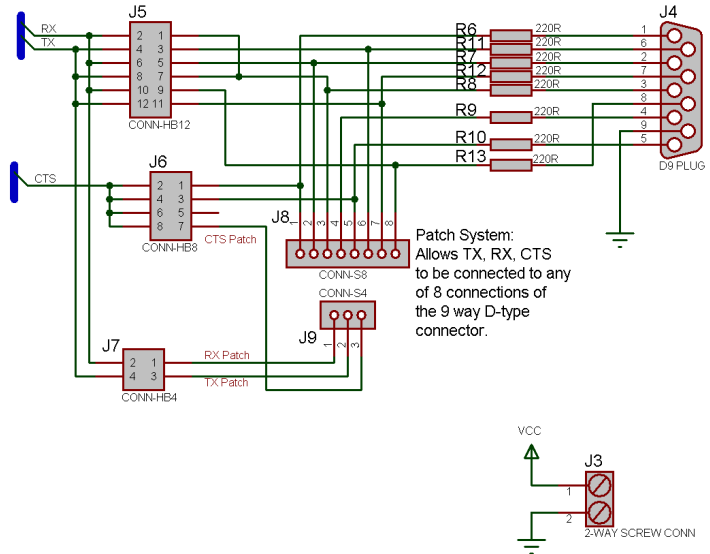 J5
J4
RX
TX
2 1
4 3
6 5
8 7
10 9
12 11
CONN-HB12
R6 220R
R11 220R
R7 220R
R12 220R
R8 220R
R9 220R
R10 220R
R13 220R
1
6
2
7
3
8
4
9
5
D9 PLUG
J6
CTS
2 1
4 3
6 5
8 7
CONN-HB8
CTS Patch
J8
1 2 3 4 5 6 7 8
CONN-S8
Patch System:
Allows TX, RX, CTS
to be connected to any
of 8 connections of
the 9 way D-type
connector.
CONN-S4
J9
1 2 3
J7
2 1
4 3
CONN-HB4
RX Patch
TX Patch
VCC
J3
1
2
2-WAY SCREW CONN